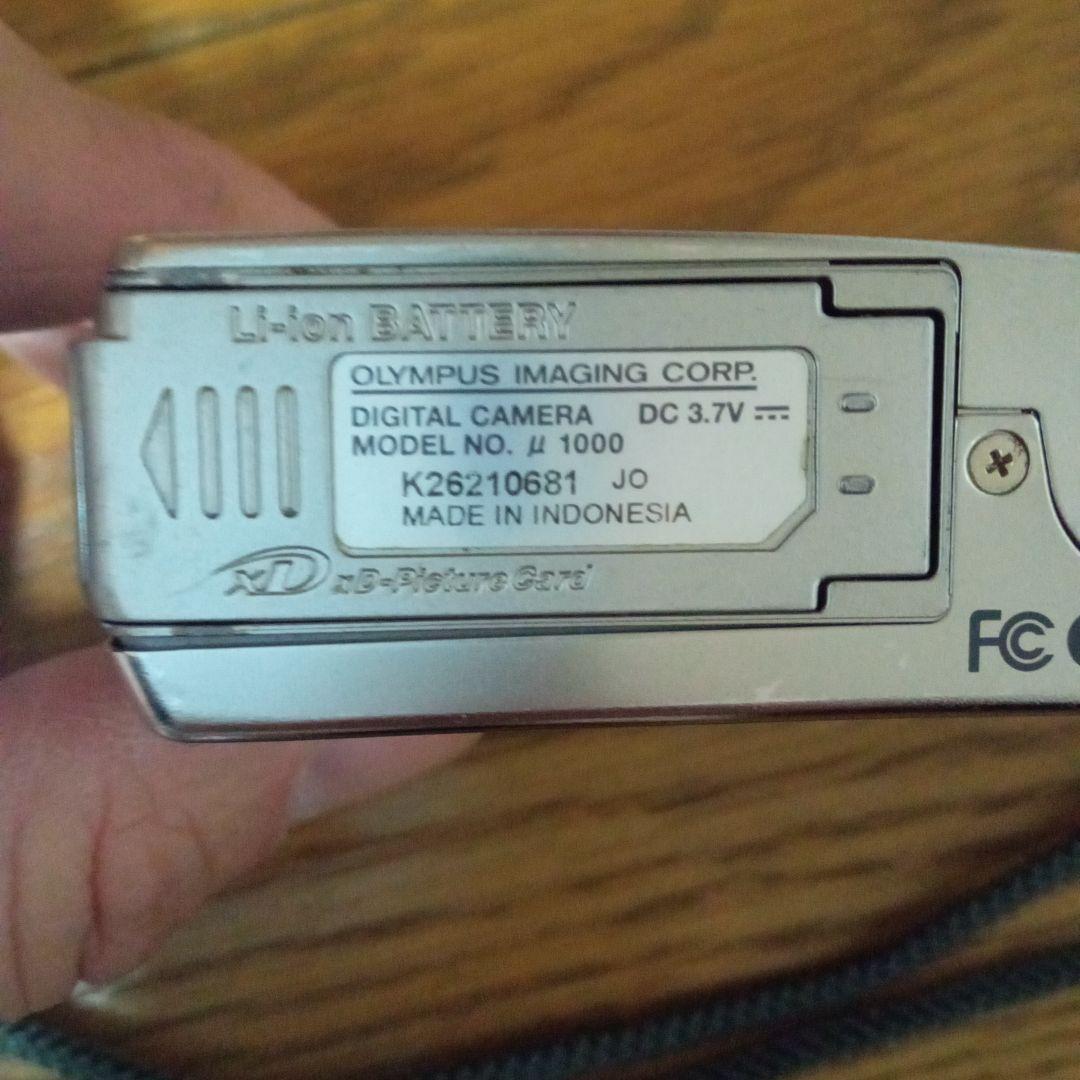 Li-ion BATTERY
OLYMPUS IMAGING CORP.
DIGITAL CAMERA DC 3.7V ⎓
MODEL NO. μ 1000
K26210681 JO
MADE IN INDONESIA
xD xD-Picture Card
FC